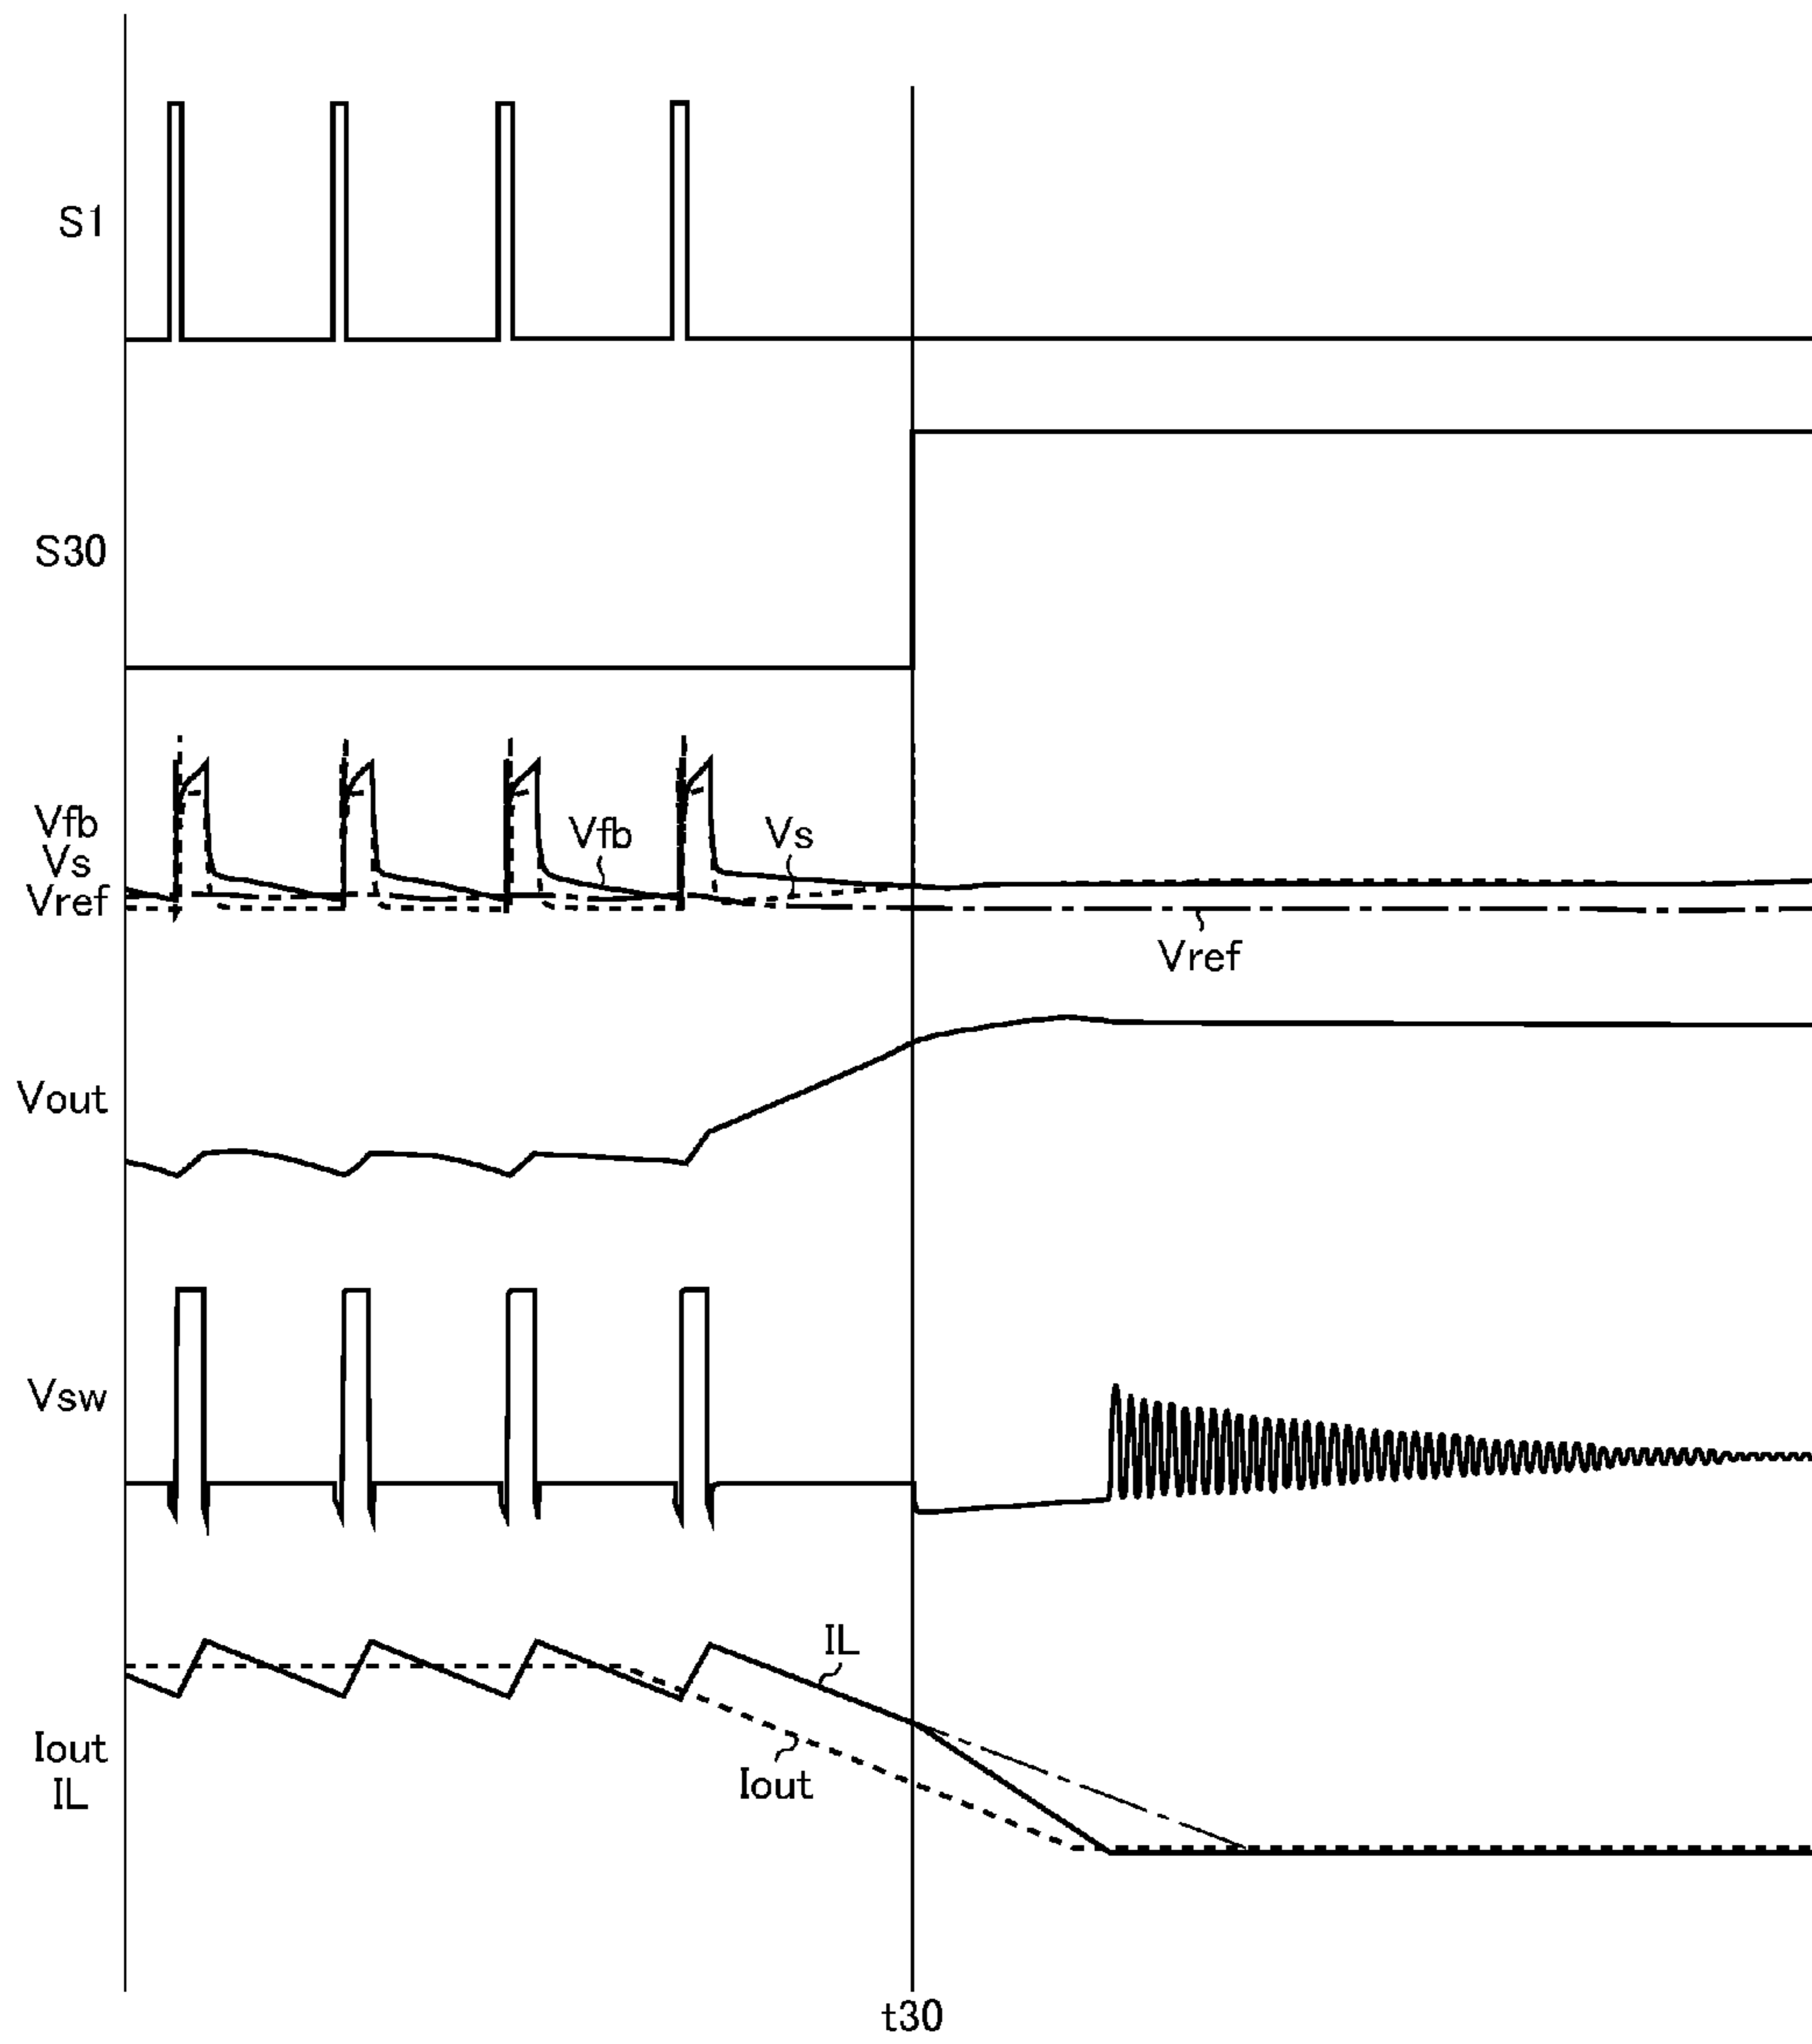 S1
S30
Vfb
Vs
Vref
Vfb
Vs
Vref
Vout
Vsw
IL
Iout
Iout
IL
t30